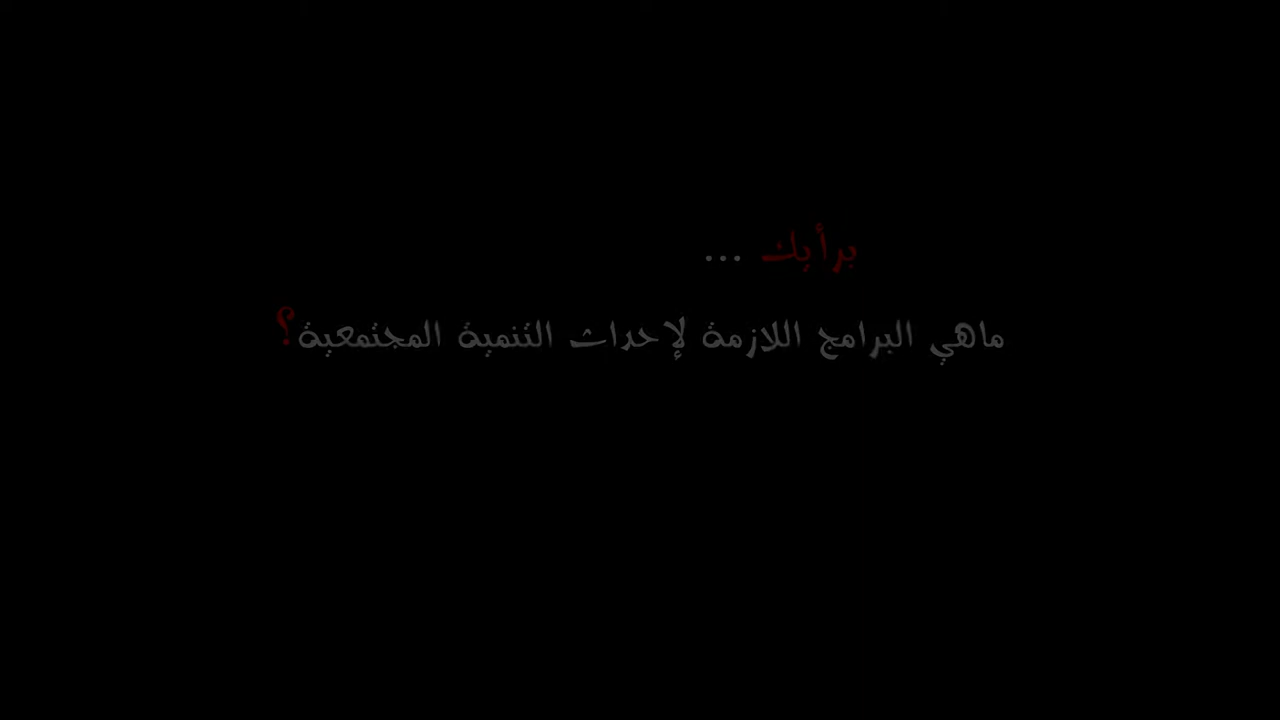 برأيك ...
ماهي البرامج اللازمة لإحداث التنمية المجتمعية؟